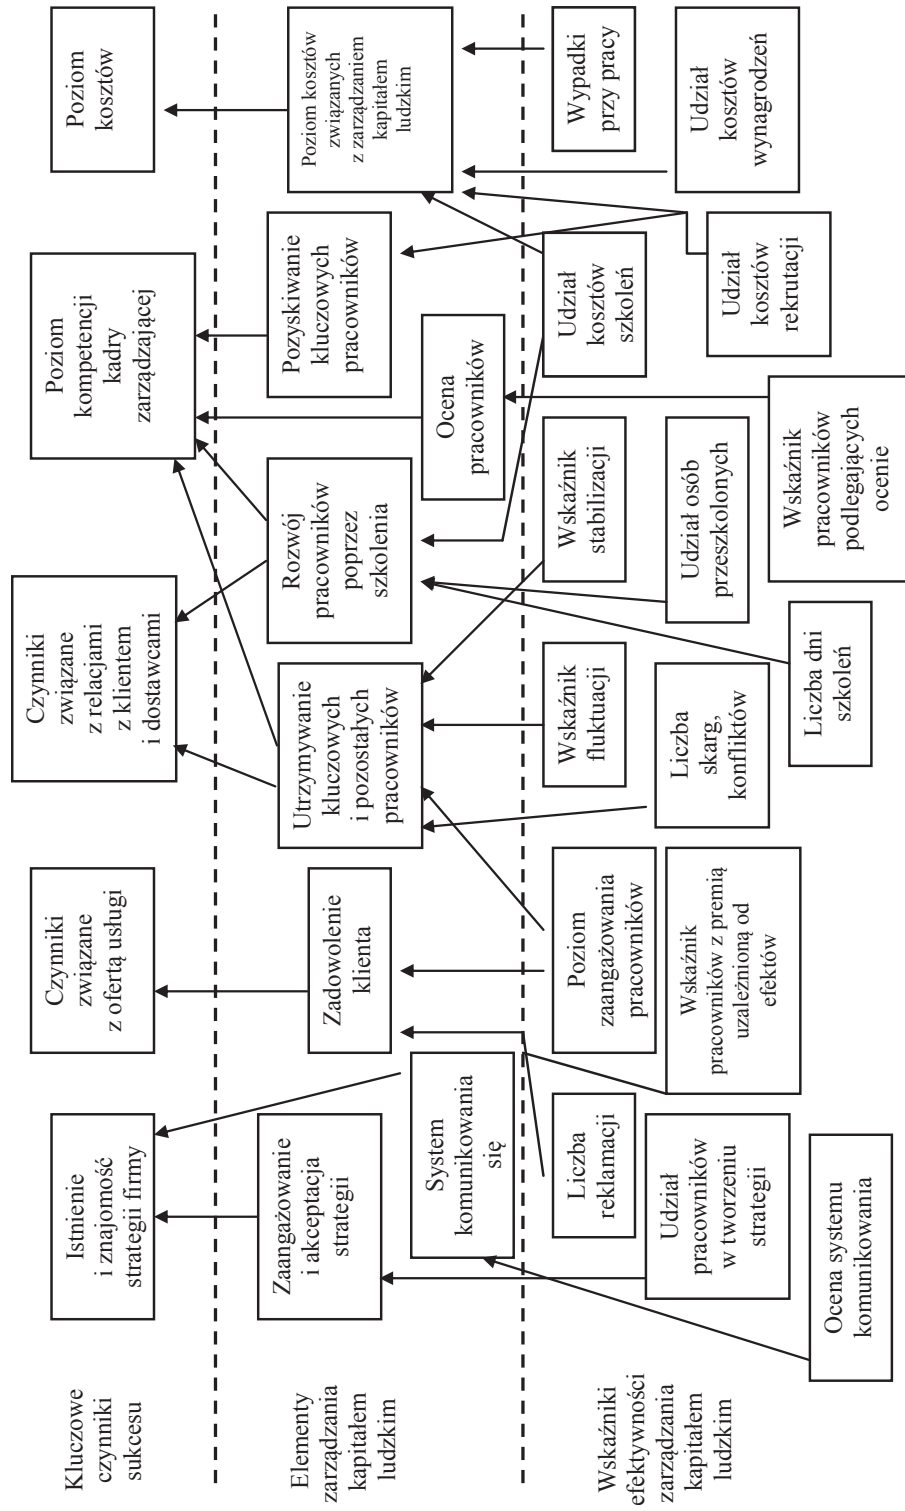 Kluczowe
czynniki
sukcesu
Istnienie
i znajomość
strategii firmy
Czynniki
związane
z ofertą usługi
Czynniki
związane
z relacjami
z klientem
i dostawcami
Poziom
kompetencji
kadry
zarządzającej
Poziom
kosztów
Elementy
zarządzania
kapitałem
ludzkim
Zaangażowanie
i akceptacja
strategii
System
komunikowania
się
Zadowolenie
klienta
Utrzymywanie
kluczowych
i pozostałych
pracowników
Rozwój
pracowników
poprzez
szkolenia
Ocena
pracowników
Pozyskiwanie
kluczowych
pracowników
Poziom kosztów
związanych
z zarządzaniem
kapitałem
ludzkim
Wskaźniki
efektywności
zarządzania
kapitałem
ludzkim
Ocena systemu
komunikowania
Udział
pracowników
w tworzeniu
strategii
Liczba
reklamacji
Wskaźnik
pracowników z premią
uzależnioną od
efektów
Poziom
zaangażowania
pracowników
Liczba
skarg,
konfliktów
Wskaźnik
fluktuacji
Liczba dni
szkoleń
Udział osób
przeszkolonych
Wskaźnik
stabilizacji
Wskaźnik
pracowników
podlegających
ocenie
Udział
kosztów
szkoleń
Udział
kosztów
rekrutacji
Udział
kosztów
wynagrodzeń
Wypadki
przy pracy